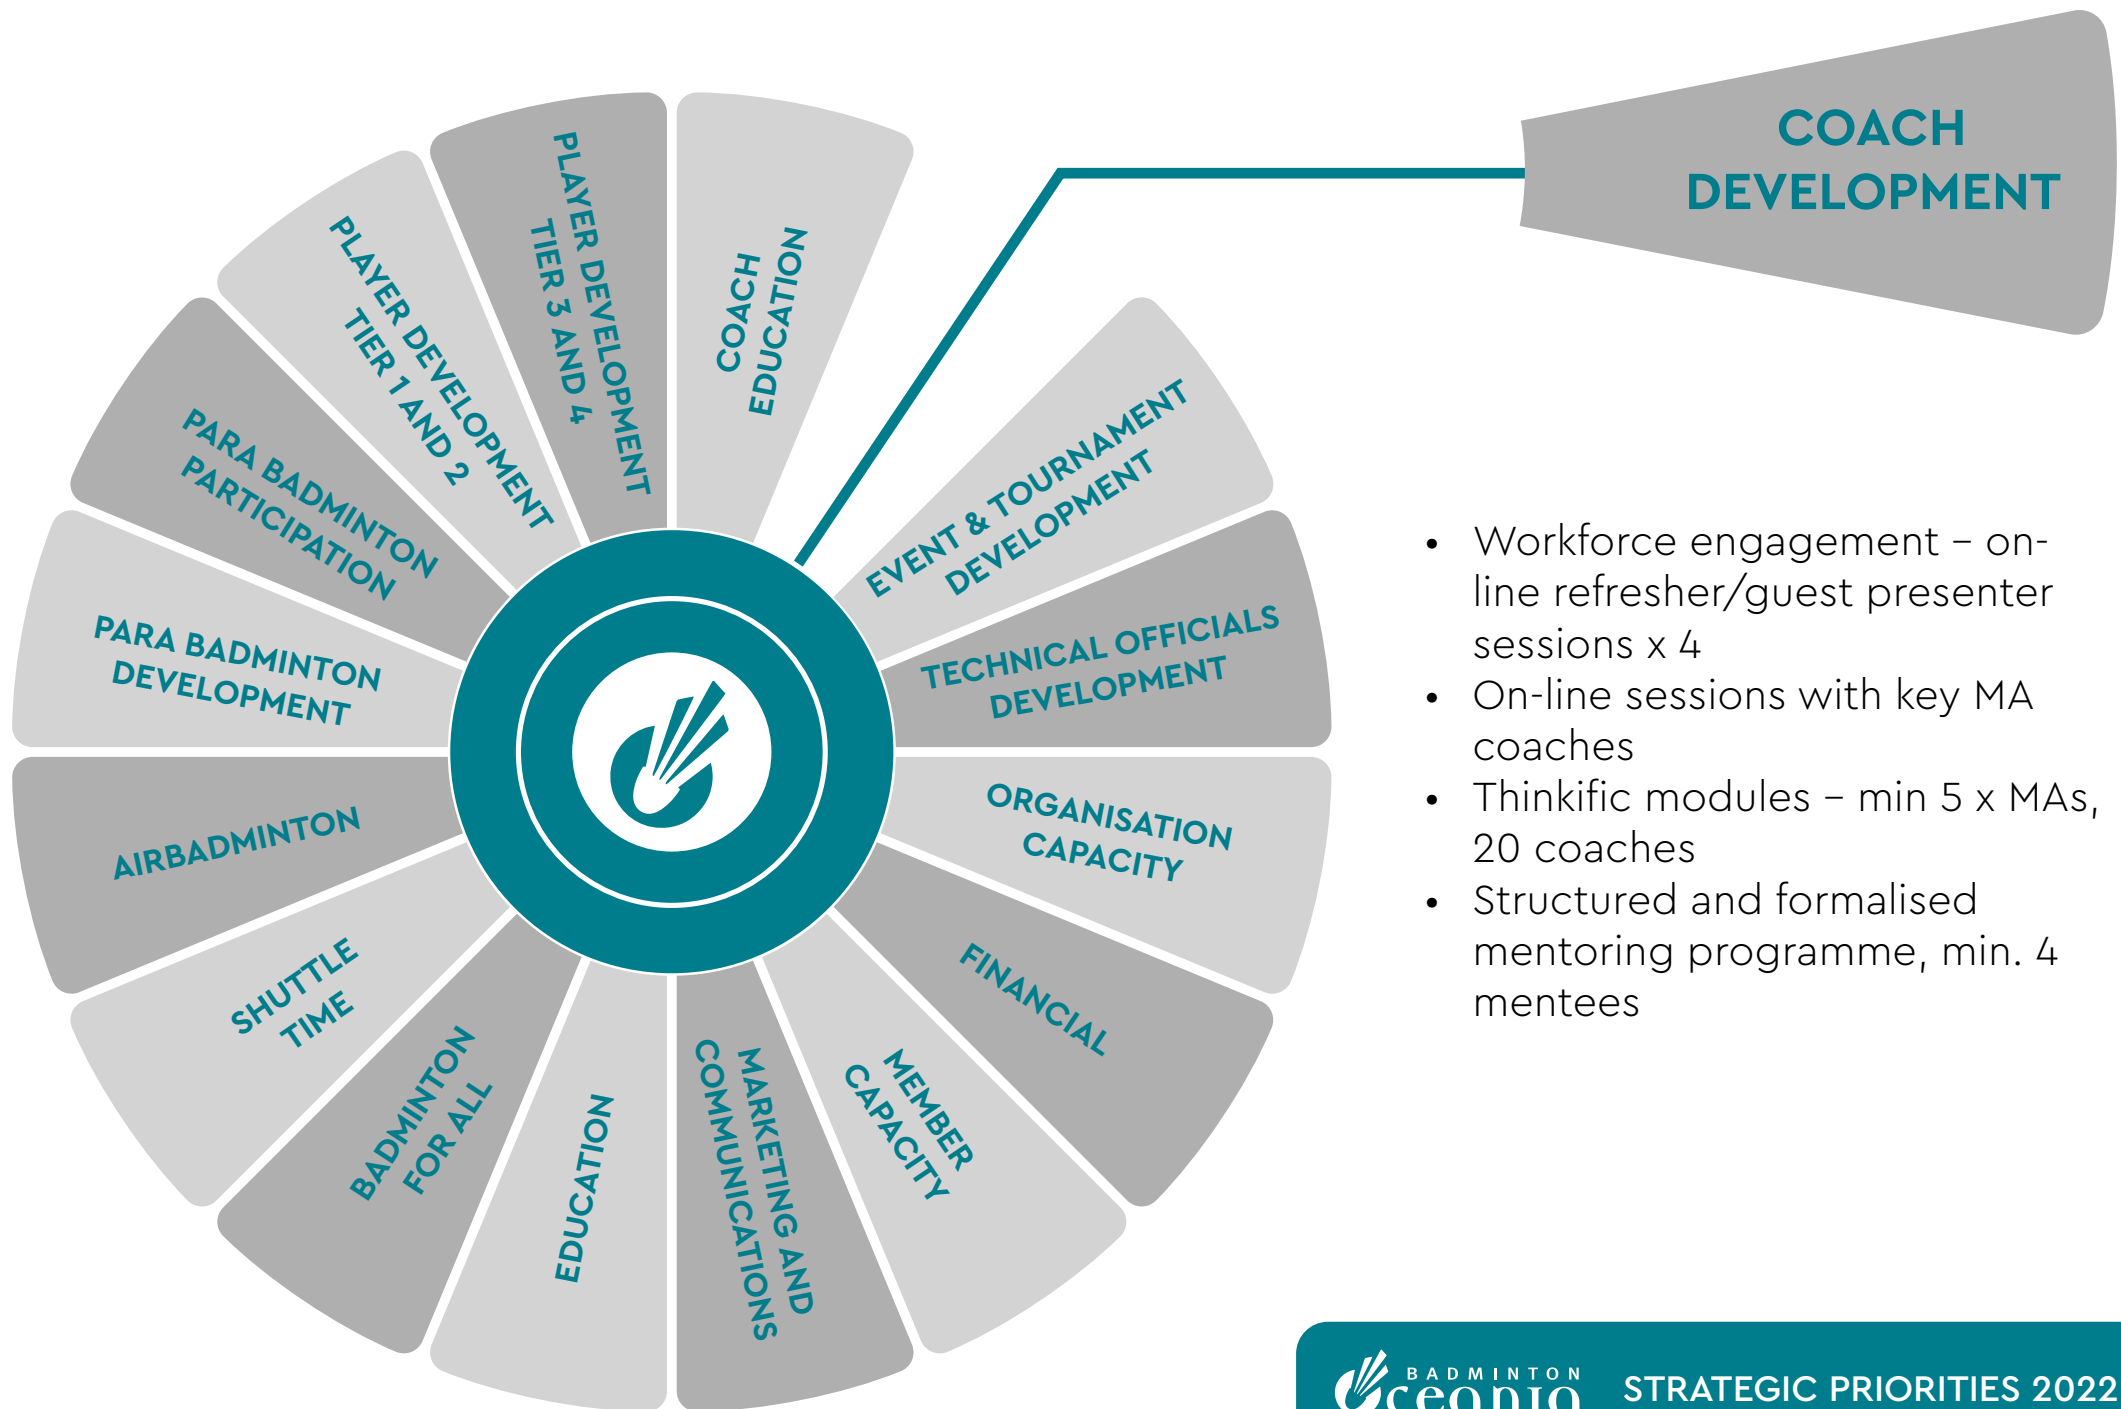 COACH
DEVELOPMENT
COACH
EDUCATION
EVENT & TOURNAMENT
DEVELOPMENT
TECHNICAL OFFICIALS
DEVELOPMENT
ORGANISATION
CAPACITY
FINANCIAL
MEMBER
CAPACITY
MARKETING AND
COMMUNICATIONS
EDUCATION
BADMINTON
FOR ALL
SHUTTLE
TIME
AIRBADMINTON
PARA BADMINTON
DEVELOPMENT
PARA BADMINTON
PARTICIPATION
PLAYER DEVELOPMENT
TIER 1 AND 2
PLAYER DEVELOPMENT
TIER 3 AND 4
• Workforce engagement – on-
line refresher/guest presenter
sessions x 4
• On-line sessions with key MA
coaches
• Thinkific modules – min 5 x MAs,
20 coaches
• Structured and formalised
mentoring programme, min. 4
mentees
BADMINTON
Oceania
STRATEGIC PRIORITIES 2022